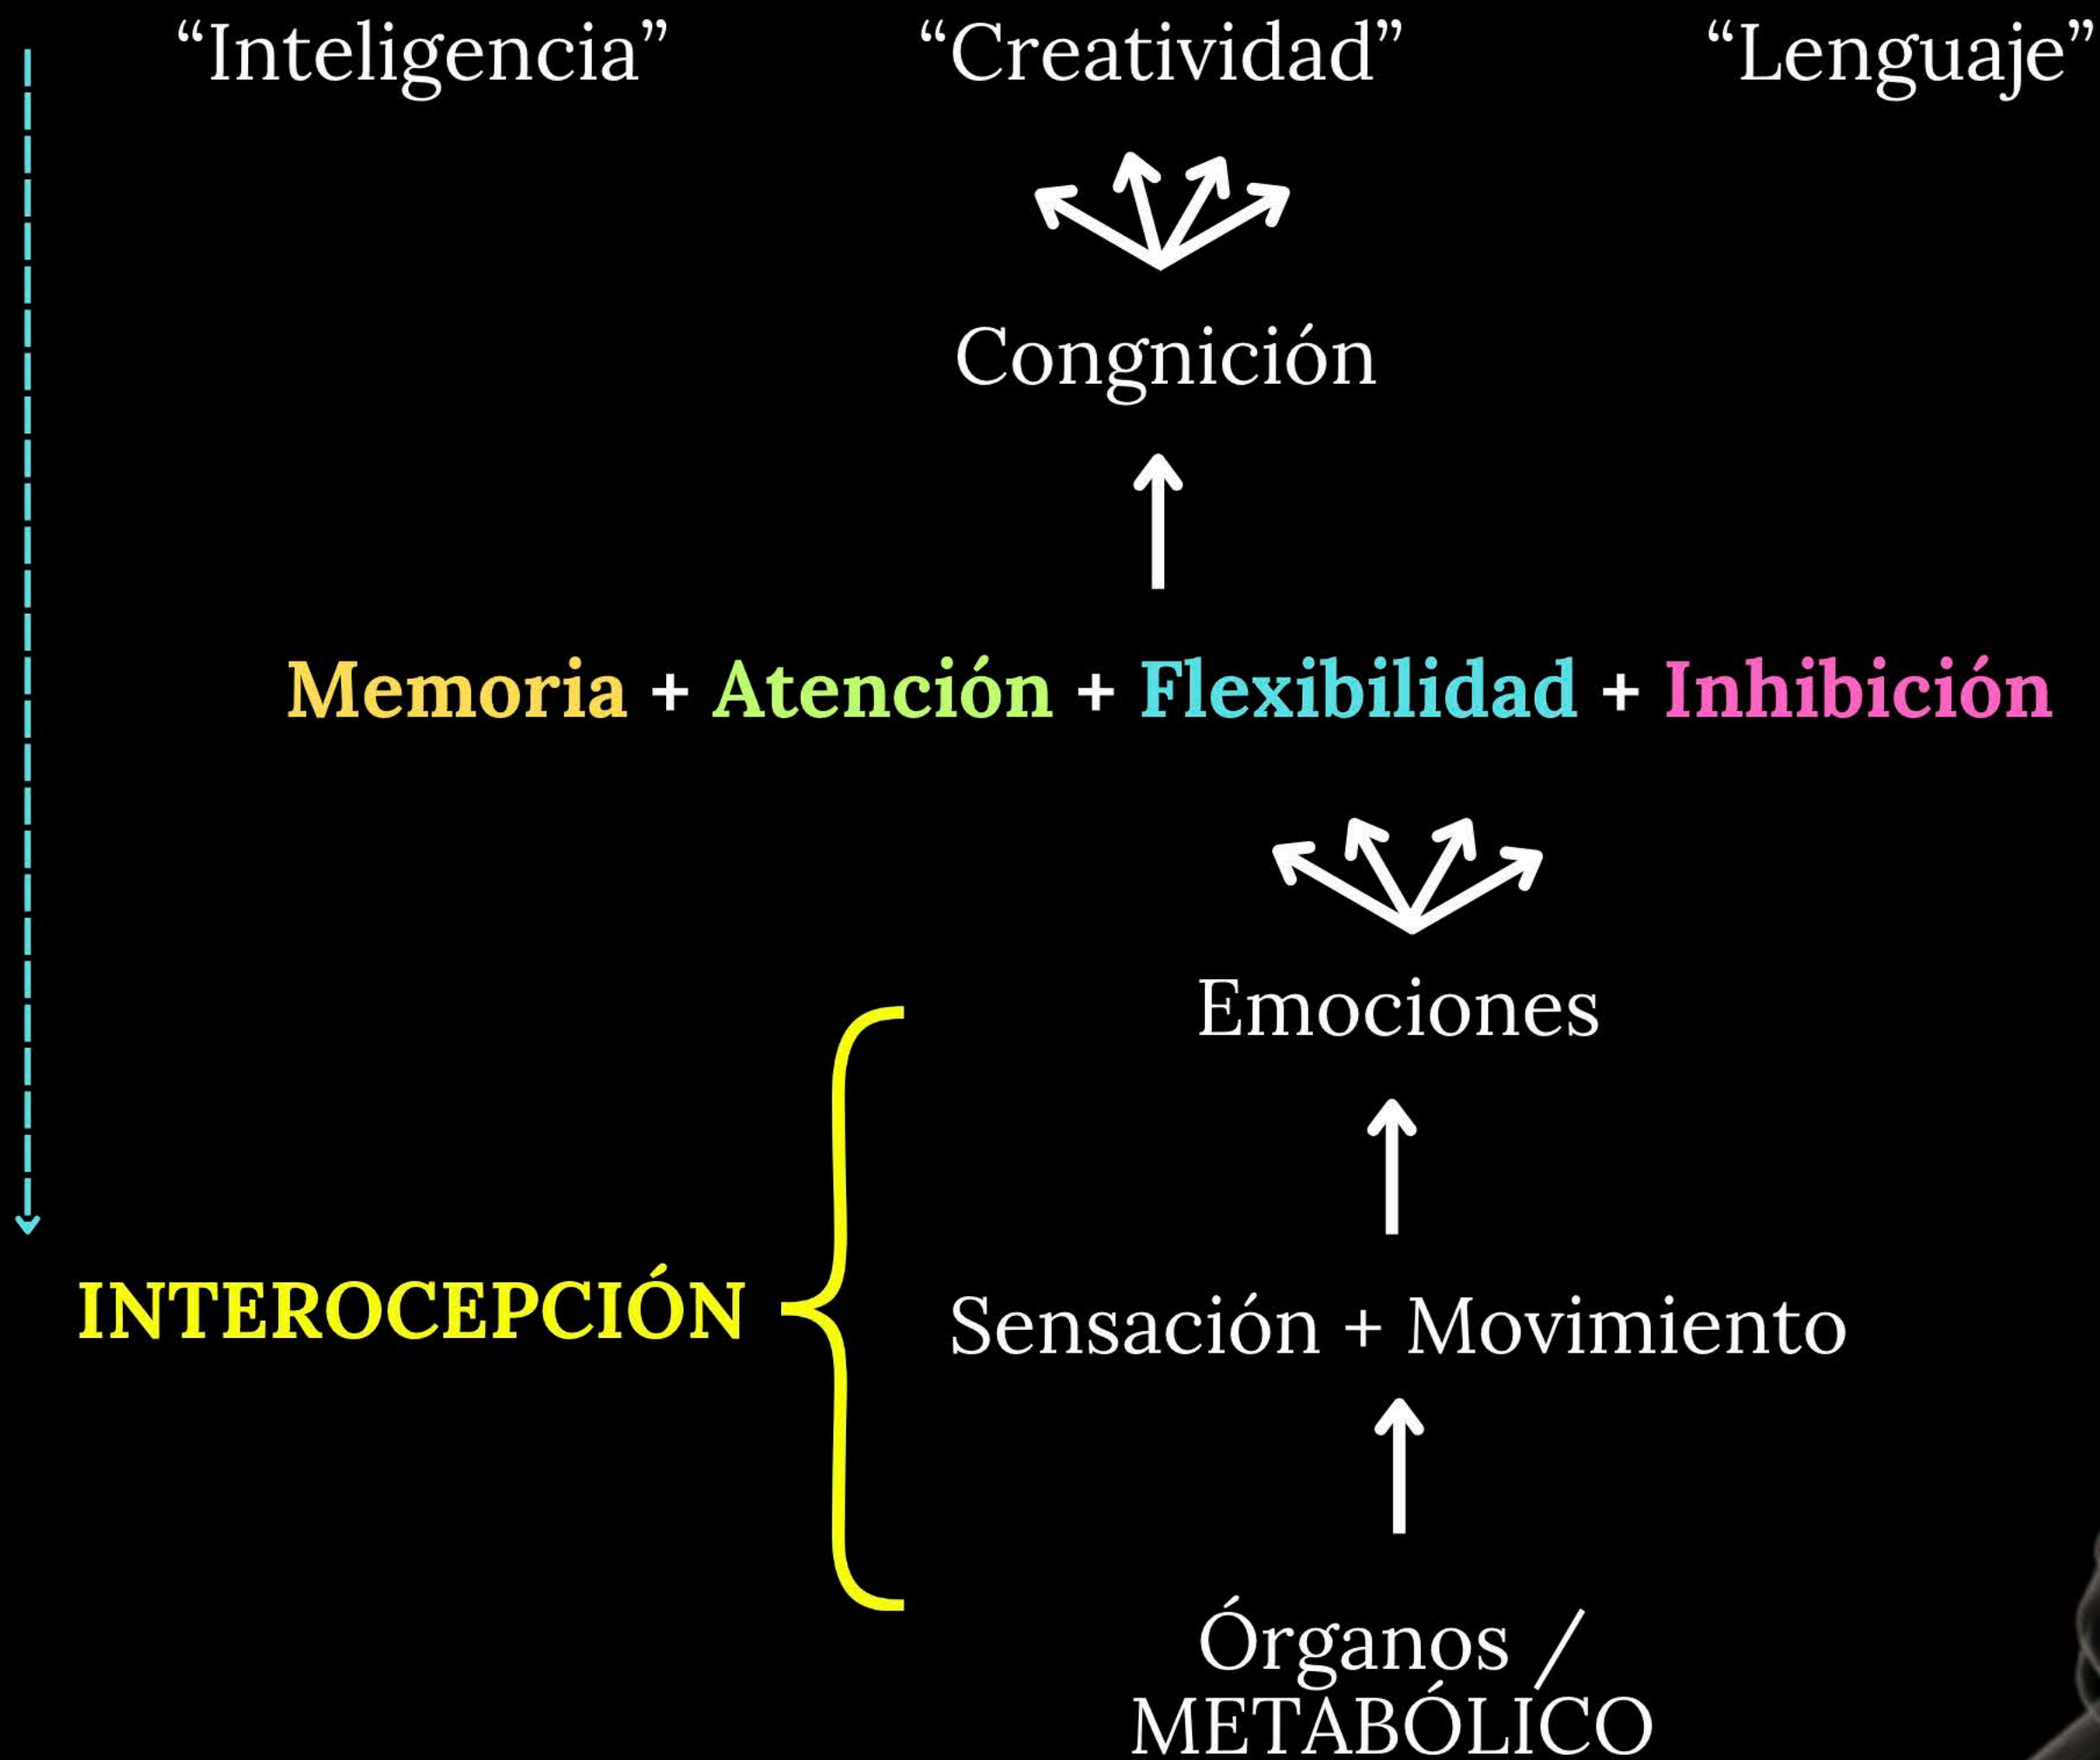 “Inteligencia” “Creatividad” “Lenguaje”
Congnición
Memoria + Atención + Flexibilidad + Inhibición
Emociones
INTEROCEPCIÓN
Sensación + Movimiento
Órganos /
METABÓLICO